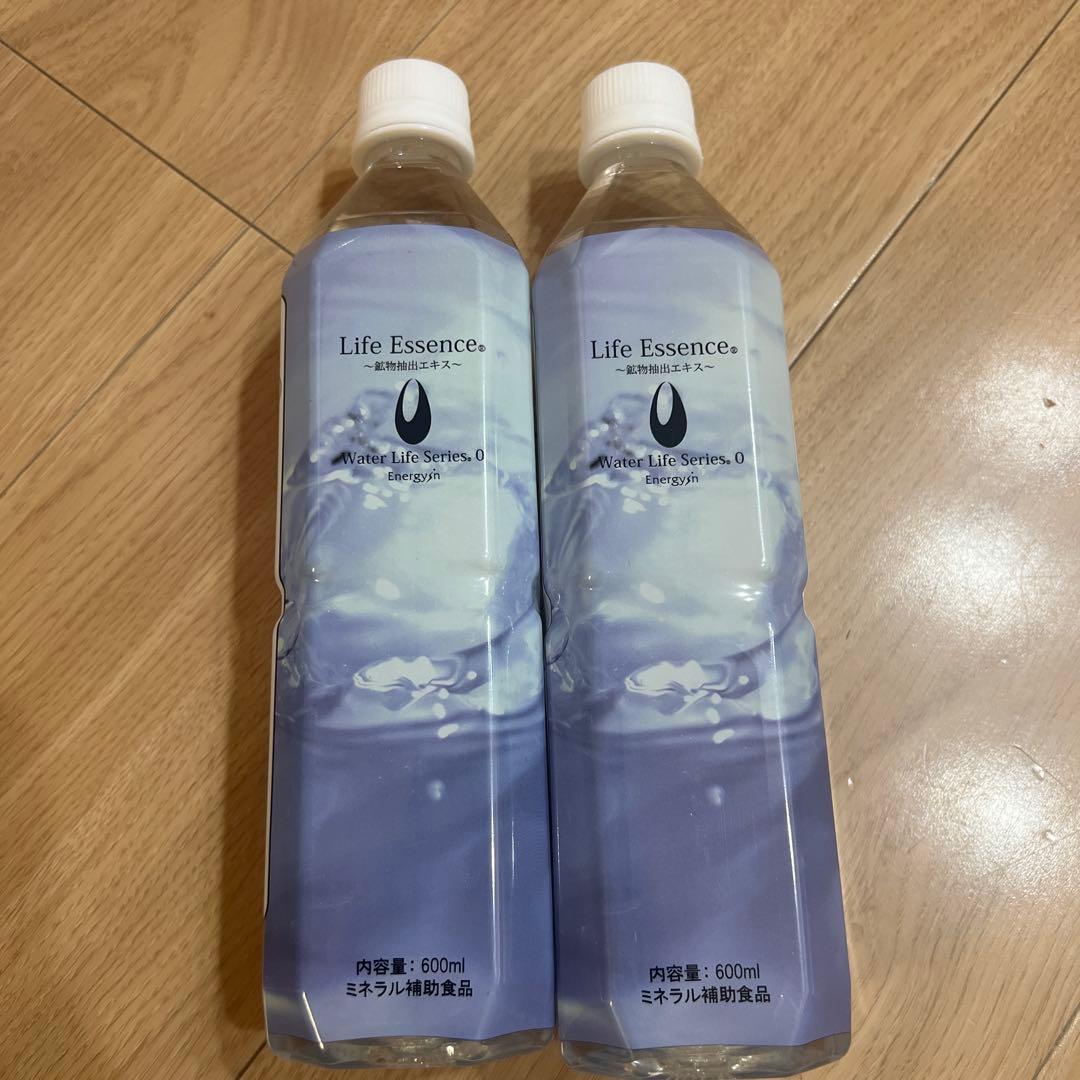 Life Essence®
～鉱物抽出エキス～
Water Life Series® 0
Energysin
内容量：600ml
ミネラル補助食品
Life Essence®
～鉱物抽出エキス～
Water Life Series® 0
Energysin
内容量：600ml
ミネラル補助食品